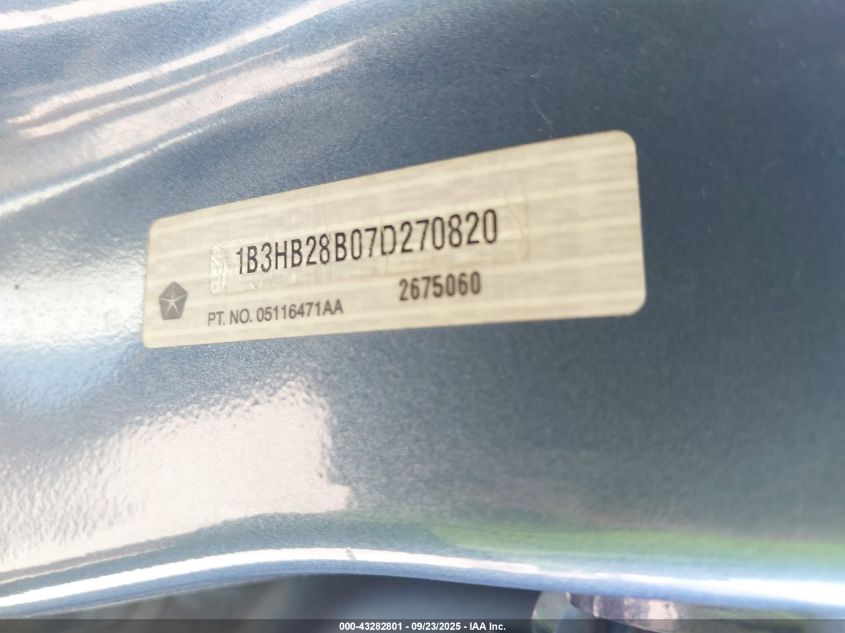 1B3HB28B07D270820
2675060
PT. NO. 05116471AA
000-43282801 - 09/23/2025 - IAA Inc.